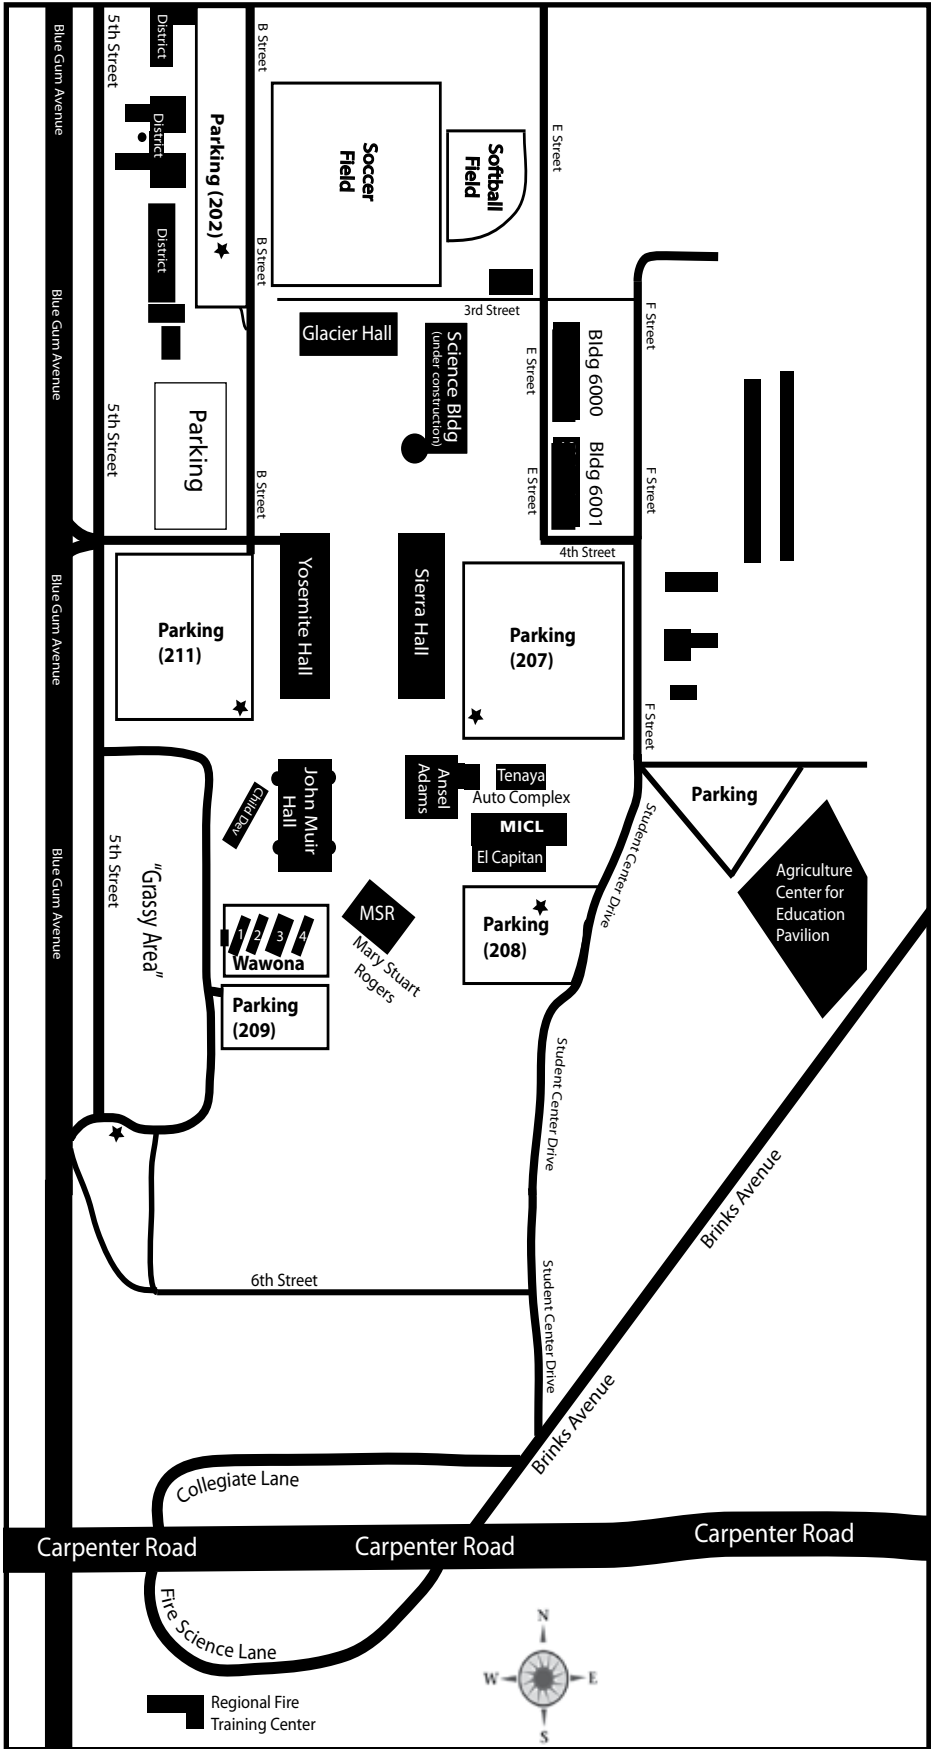 Blue Gum Avenue
5th Street
District
B Street
District
Parking (202)
Soccer
Field
Softball
Field
E Street
District
B Street
Blue Gum Avenue
3rd Street
F Street
Glacier Hall
Science Bldg
(under construction)
E Street
Bldg 6000
5th Street
Parking
B Street
E Street
Bldg 6001
F Street
4th Street
Blue Gum Avenue
Parking
(211)
Yosemite Hall
Sierra Hall
Parking
(207)
F Street
Child Dev
John Muir
Hall
Ansel
Adams
Tenaya
Auto Complex
MICL
El Capitan
Parking
Student Center Drive
Agriculture
Center for
Education
Pavilion
Blue Gum Avenue
5th Street
"Grassy Area"
1
2
3
4
Wawona
MSR
Mary Stuart
Rogers
Parking
(208)
Parking
(209)
Student Center Drive
Brinks Avenue
6th Street
Student Center Drive
Brinks Avenue
Collegiate Lane
Carpenter Road
Carpenter Road
Carpenter Road
Fire Science Lane
N
W
E
S
Regional Fire
Training Center